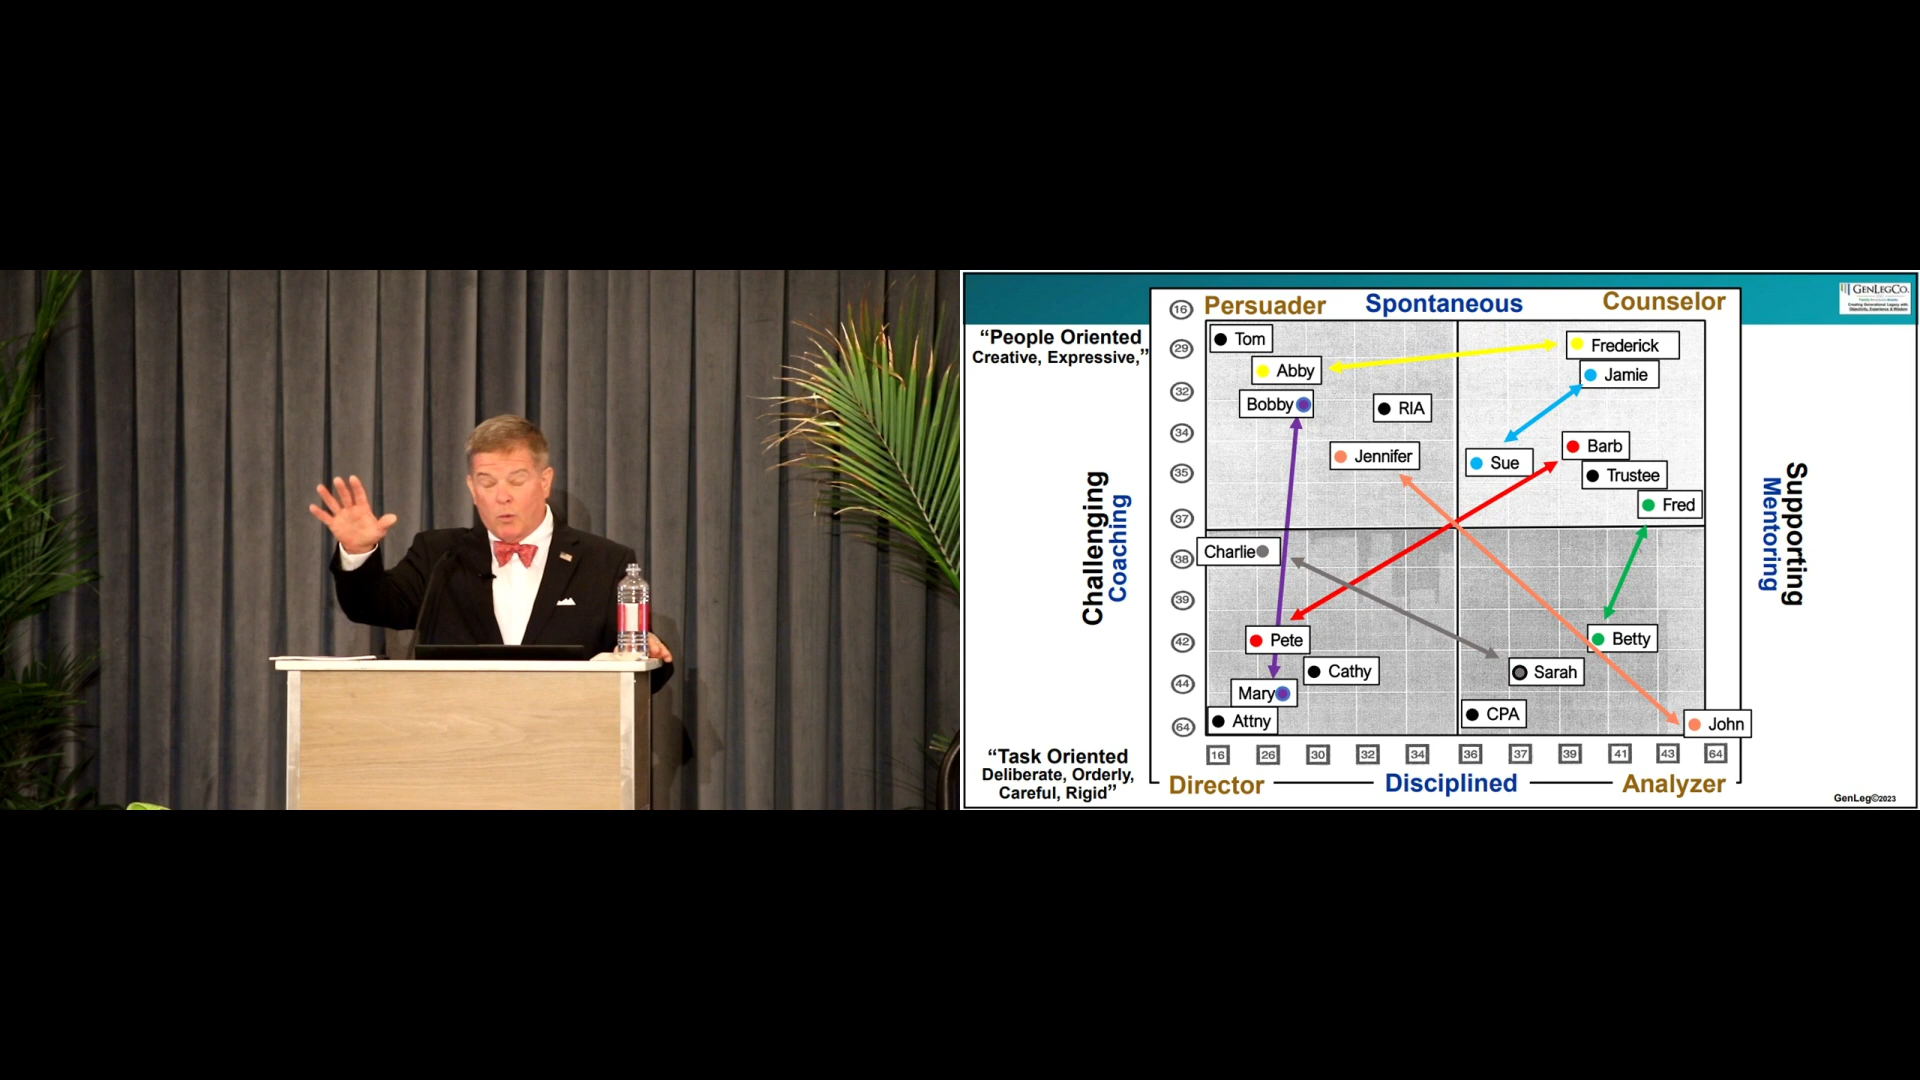 GENLEGCO.
Persuader
Spontaneous
Counselor
“People Oriented
Creative, Expressive,”
16
29
32
34
35
37
38
39
42
44
64
Tom
Frederick
Abby
Jamie
Bobby
RIA
Barb
Jennifer
Sue
Trustee
Fred
Challenging
Coaching
Supporting
Mentoring
Charlie
Pete
Betty
Cathy
Sarah
Mary
Attny
CPA
John
“Task Oriented
Deliberate, Orderly,
Careful, Rigid”
16 26 30 32 34 36 37 39 41 43 64
Director
Disciplined
Analyzer
GenLeg©2023